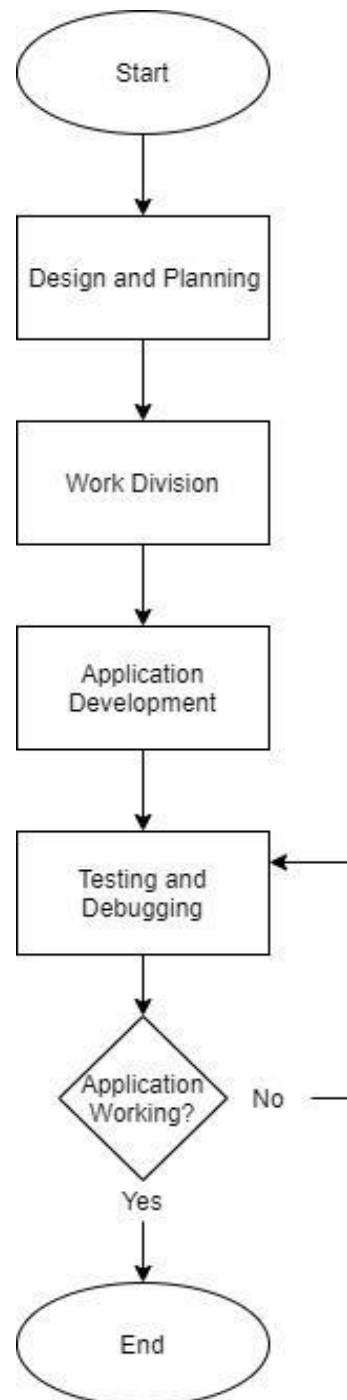 Start
Design and Planning
Work Division
Application
Development
Testing and
Debugging
Application
Working?
No
Yes
End